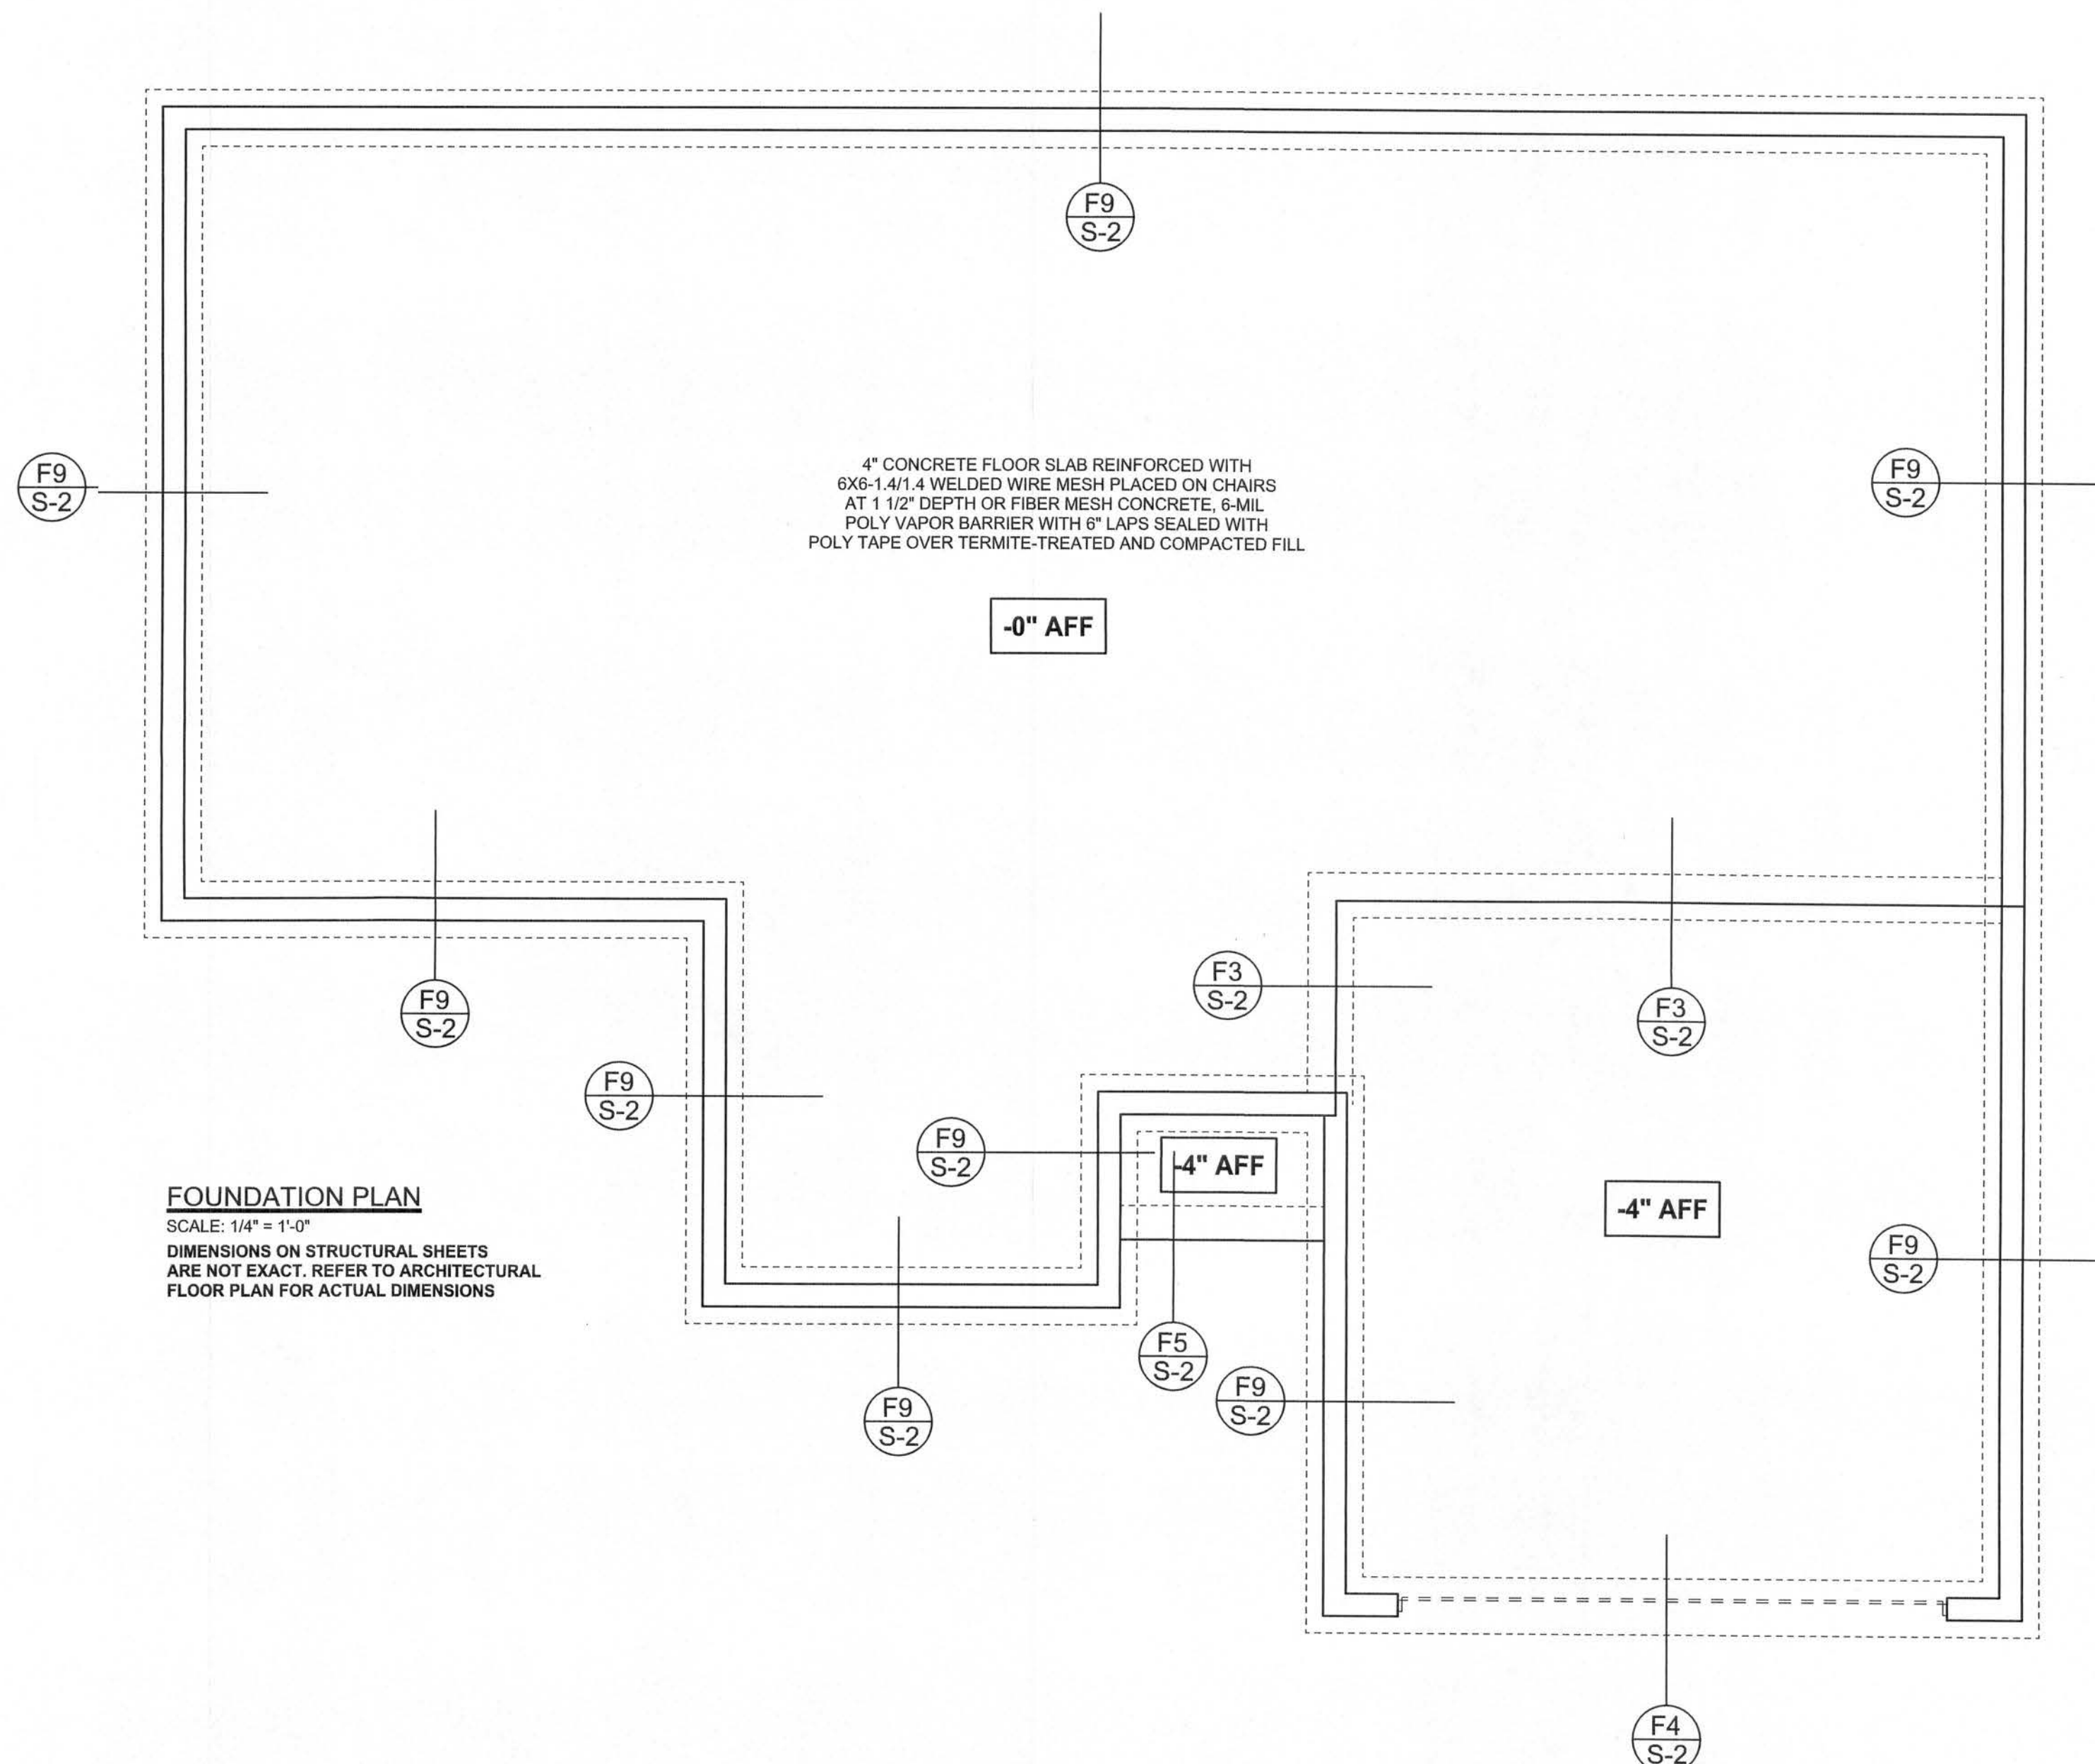 F9
S-2
F9
S-2
F9
S-2
4" CONCRETE FLOOR SLAB REINFORCED WITH
6X6-1.4/1.4 WELDED WIRE MESH PLACED ON CHAIRS
AT 1 1/2" DEPTH OR FIBER MESH CONCRETE, 6-MIL
POLY VAPOR BARRIER WITH 6" LAPS SEALED WITH
POLY TAPE OVER TERMITE-TREATED AND COMPACTED FILL
-0" AFF
F9
S-2
F3
S-2
F3
S-2
F9
S-2
F9
S-2
-4" AFF
-4" AFF
FOUNDATION PLAN
SCALE: 1/4" = 1'-0"
DIMENSIONS ON STRUCTURAL SHEETS
ARE NOT EXACT. REFER TO ARCHITECTURAL
FLOOR PLAN FOR ACTUAL DIMENSIONS
F9
S-2
F5
S-2
F9
S-2
F9
S-2
F4
S-2